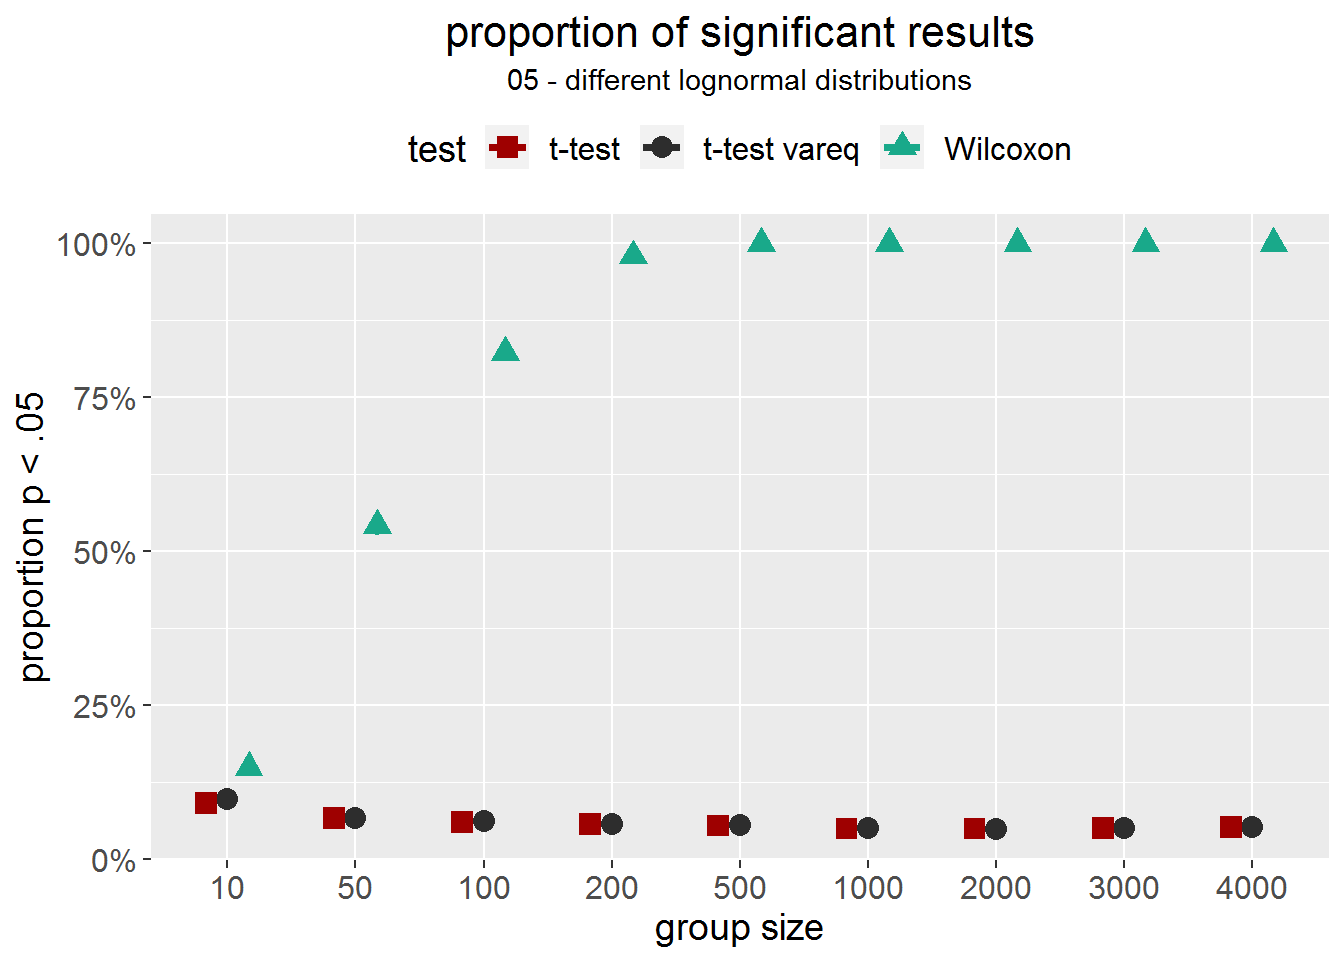 proportion of significant results
05 - different lognormal distributions
test t-test t-test vareq Wilcoxon
proportion p < .05
100%
75%
50%
25%
0%
10 50 100 200 500 1000 2000 3000 4000
group size